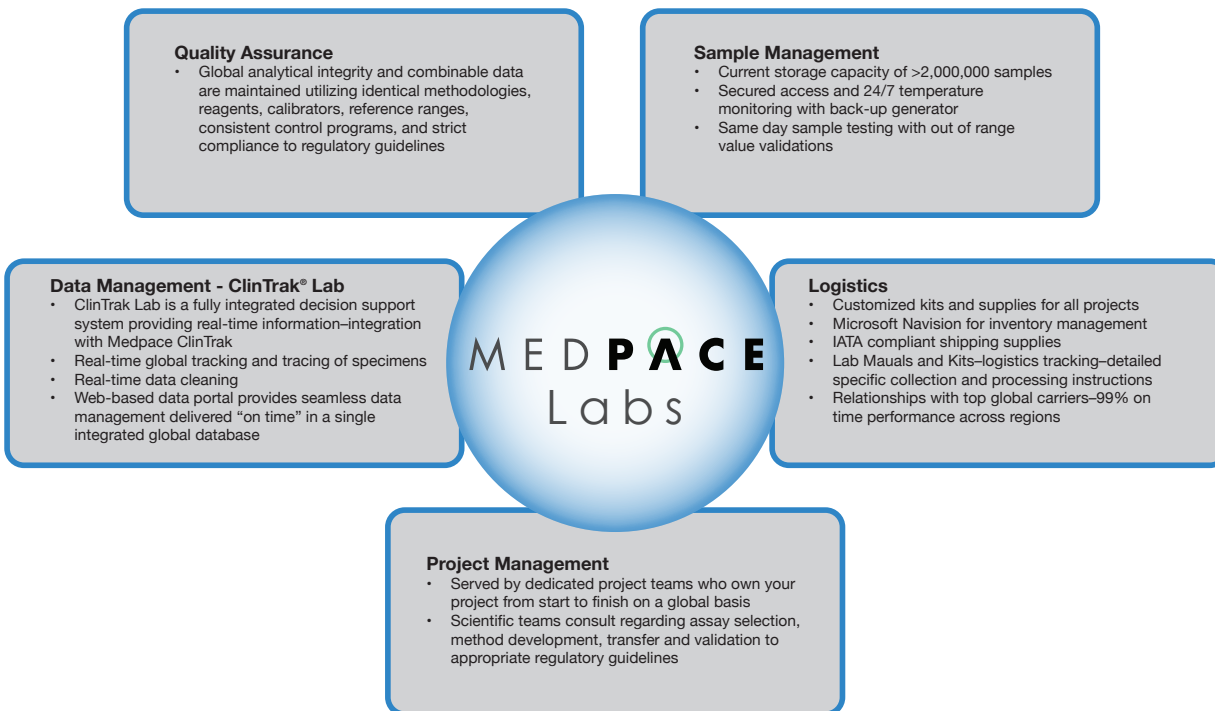 Quality Assurance
• Global analytical integrity and combinable data
are maintained utilizing identical methodologies,
reagents, calibrators, reference ranges,
consistent control programs, and strict
compliance to regulatory guidelines
Sample Management
• Current storage capacity of >2,000,000 samples
• Secured access and 24/7 temperature
monitoring with back-up generator
• Same day sample testing with out of range
value validations
Data Management - ClinTrak® Lab
• ClinTrak Lab is a fully integrated decision support
system providing real-time information–integration
with Medpace ClinTrak
• Real-time global tracking and tracing of specimens
• Real-time data cleaning
• Web-based data portal provides seamless data
management delivered “on time” in a single
integrated global database
MEDPACE
Labs
Logistics
• Customized kits and supplies for all projects
• Microsoft Navision for inventory management
• IATA compliant shipping supplies
• Lab Mauals and Kits–logistics tracking–detailed
specific collection and processing instructions
• Relationships with top global carriers–99% on
time performance across regions
Project Management
• Served by dedicated project teams who own your
project from start to finish on a global basis
• Scientific teams consult regarding assay selection,
method development, transfer and validation to
appropriate regulatory guidelines